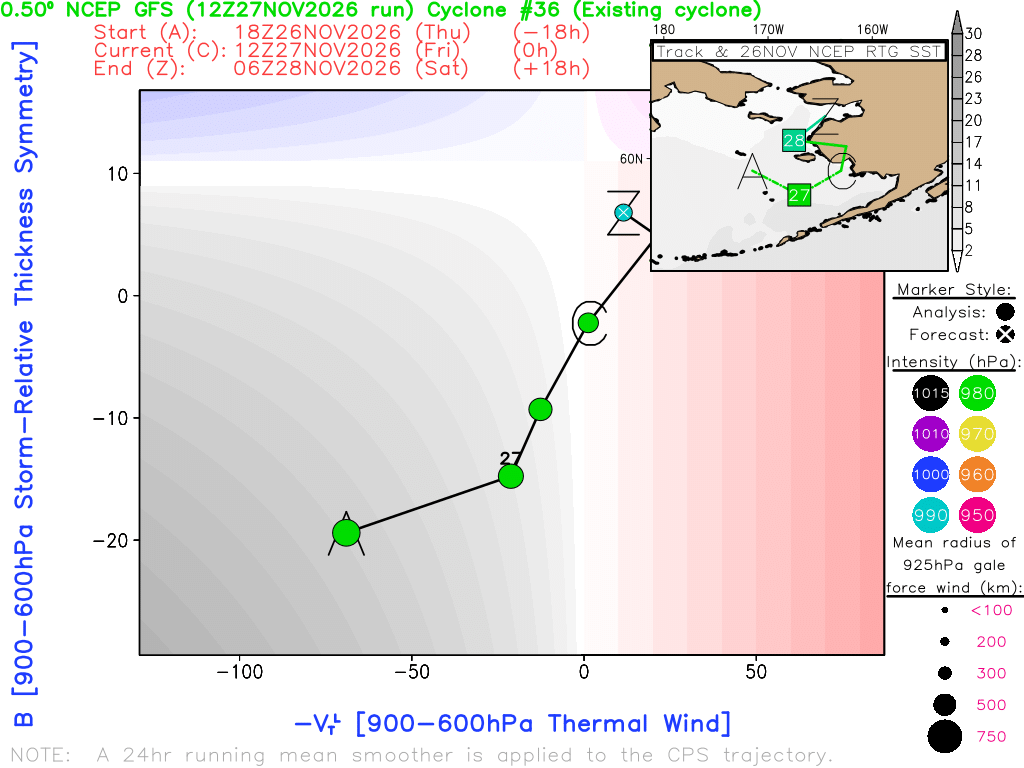 0.50º NCEP GFS (12Z27NOV2026 run) Cyclone #36 (Existing cyclone)
Start (A): 18Z26NOV2026 (Thu) (−18h)
Current (C): 12Z27NOV2026 (Fri) (0h)
End (Z): 06Z28NOV2026 (Sat) (+18h)
180 170W 160W
Track & 26NOV NCEP RTG SST
60N
A
C
Z
27
28
30
28
26
23
20
17
14
11
8
5
2
B [900−600hPa Storm−Relative Thickness Symmetry]
10
0
−10
−20
Z
C
27
A
−100 −50 0 50
−VTL [900−600hPa Thermal Wind]
Marker Style:
Analysis:
Forecast:
Intensity (hPa):
1015 980
1010 970
1000 960
990 950
Mean radius of
925hPa gale
force wind (km):
<100
200
300
500
750
NOTE: A 24hr running mean smoother is applied to the CPS trajectory.